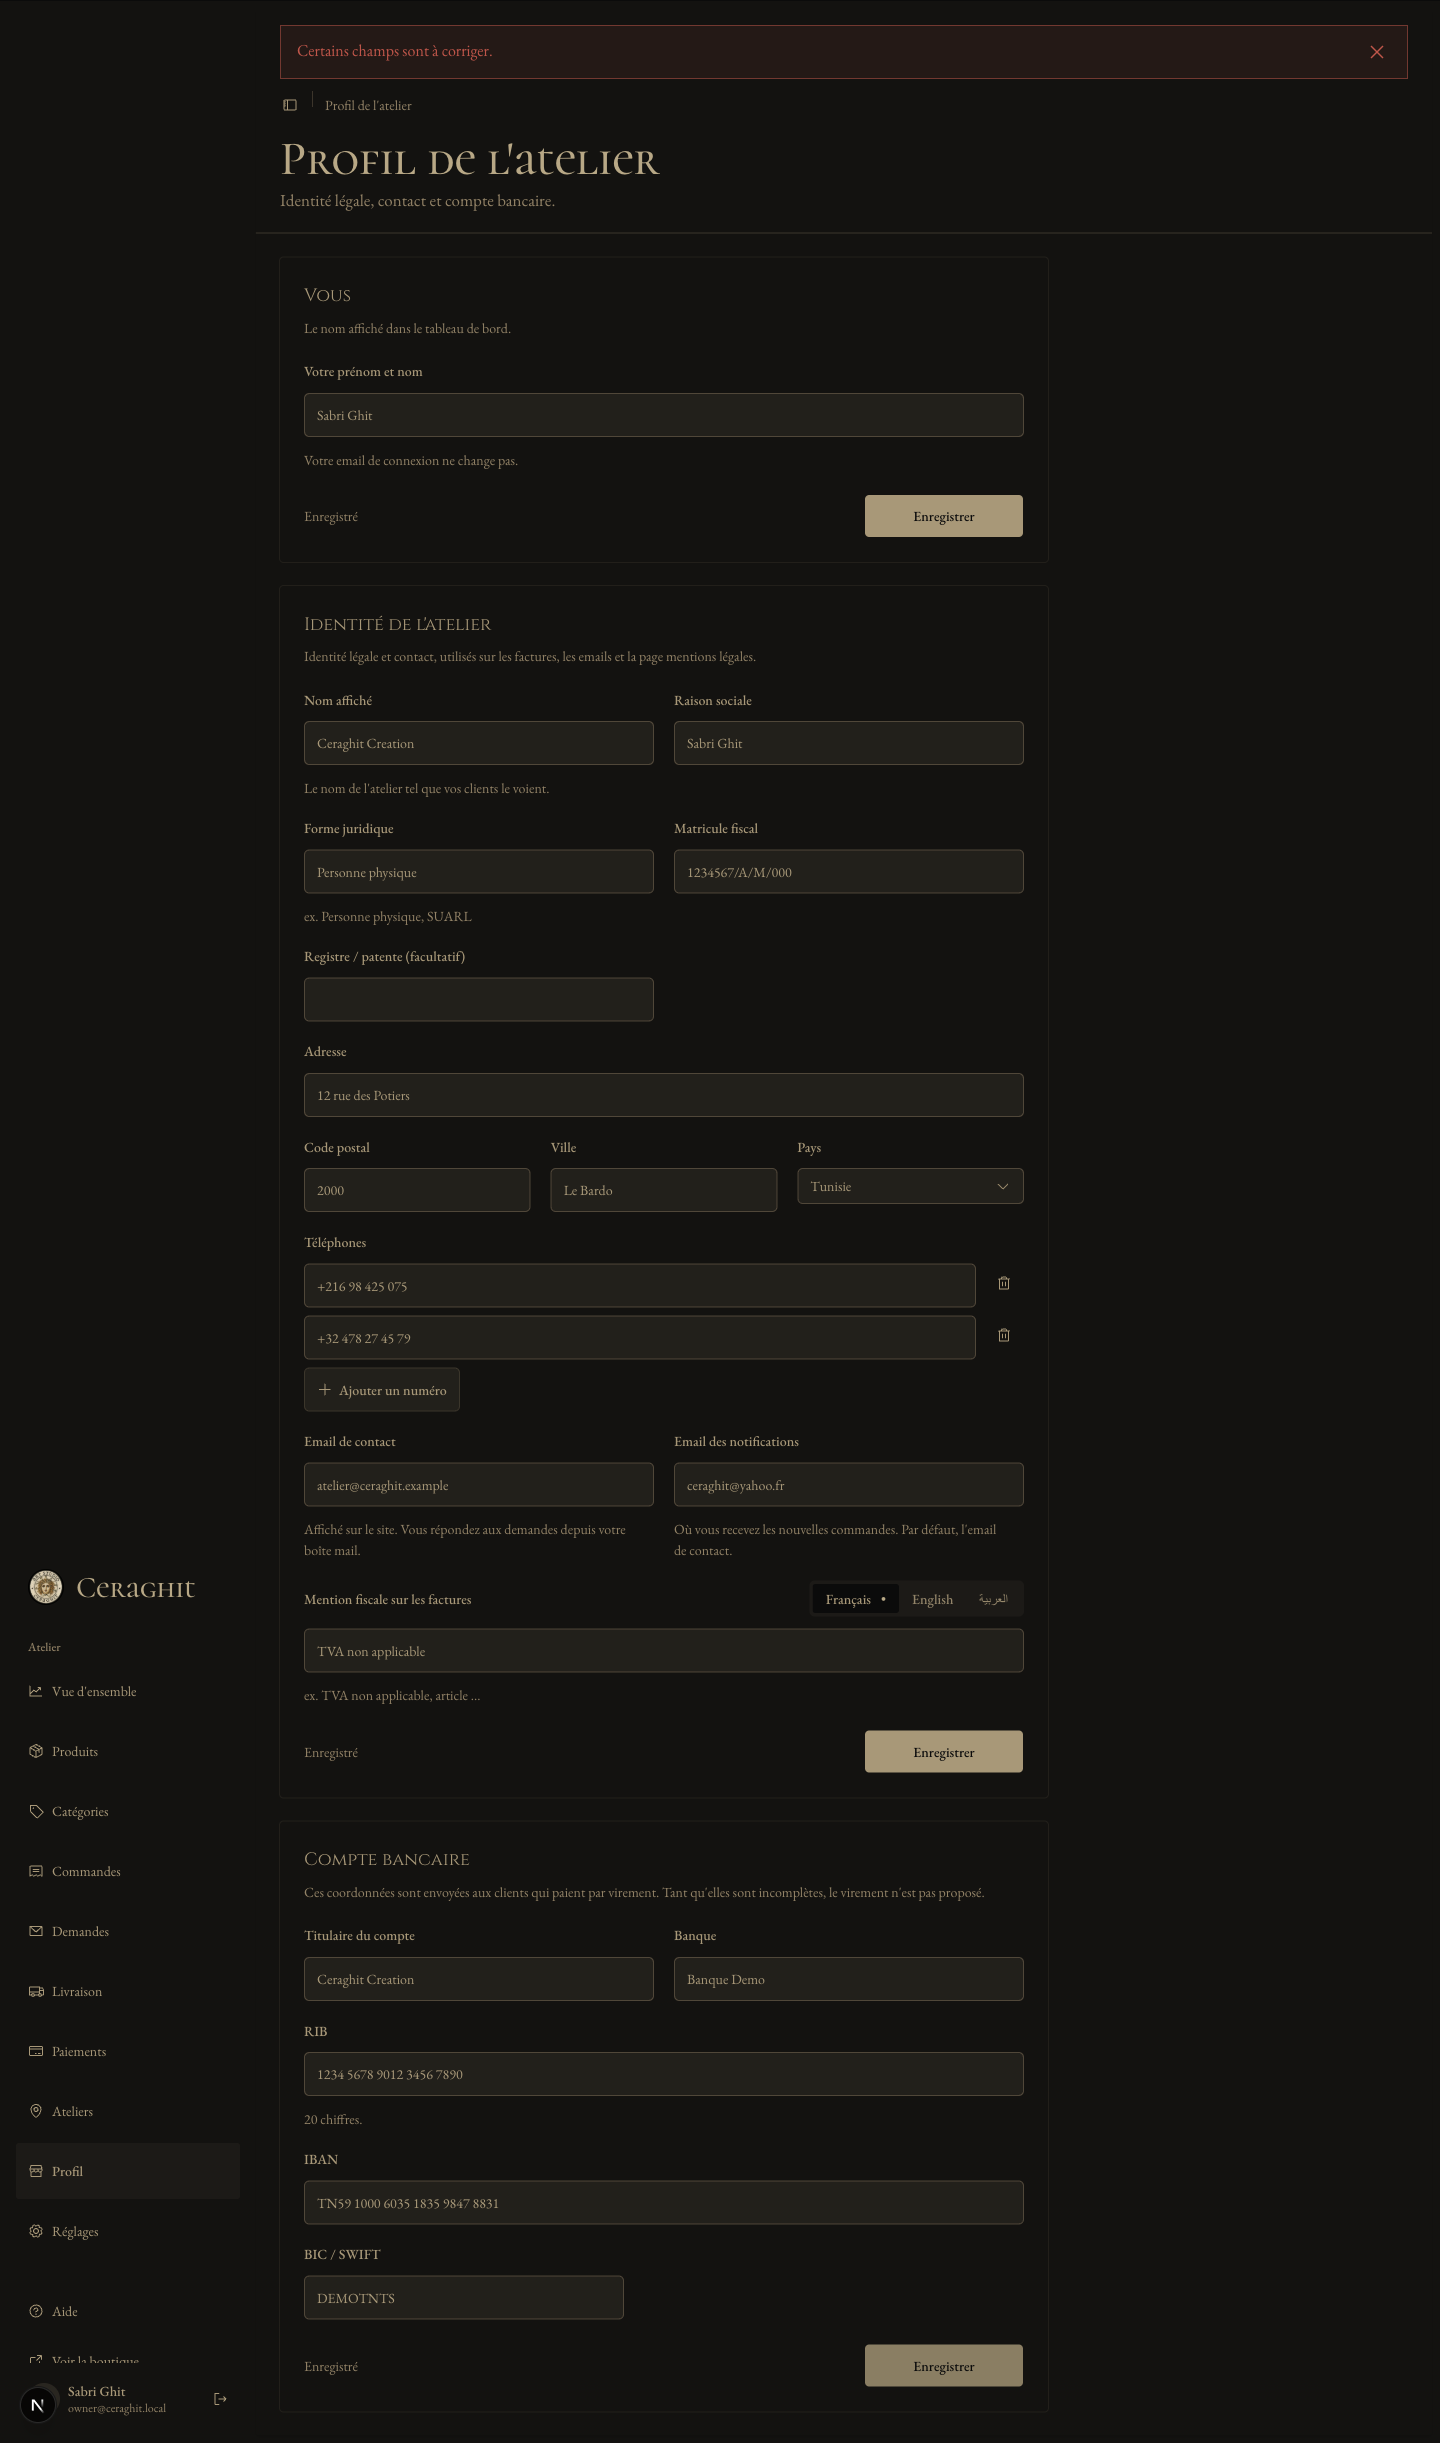 Certains champs sont à corriger.
Profil de l'atelier
Profil de l'atelier
Identité légale, contact et compte bancaire.
Vous
Le nom affiché dans le tableau de bord.
Votre prénom et nom
Sabri Ghit
Votre email de connexion ne change pas.
Enregistré
Enregistrer
Identité de l'atelier
Identité légale et contact, utilisés sur les factures, les emails et la page mentions légales.
Nom affiché
Raison sociale
Ceraghit Creation
Sabri Ghit
Le nom de l'atelier tel que vos clients le voient.
Forme juridique
Matricule fiscal
Personne physique
1234567/A/M/000
ex. Personne physique, SUARL
Registre / patente (facultatif)
Adresse
12 rue des Potiers
Code postal
Ville
Pays
2000
Le Bardo
Tunisie
Téléphones
+216 98 425 075
+32 478 27 45 79
Ajouter un numéro
Email de contact
Email des notifications
atelier@ceraghit.example
ceraghit@yahoo.fr
Affiché sur le site. Vous répondez aux demandes depuis votre
boîte mail.
Où vous recevez les nouvelles commandes. Par défaut, l'email
de contact.
Mention fiscale sur les factures
Français •
English
العربية
TVA non applicable
ex. TVA non applicable, article ...
Enregistré
Enregistrer
Compte bancaire
Ces coordonnées sont envoyées aux clients qui paient par virement. Tant qu'elles sont incomplètes, le virement n'est pas proposé.
Titulaire du compte
Banque
Ceraghit Creation
Banque Demo
RIB
1234 5678 9012 3456 7890
20 chiffres.
IBAN
TN59 1000 6035 1835 9847 8831
BIC / SWIFT
DEMOTNTS
Enregistré
Enregistrer
Ceraghit
Atelier
Vue d'ensemble
Produits
Catégories
Commandes
Demandes
Livraison
Paiements
Ateliers
Profil
Réglages
Aide
Voir la boutique
N
Sabri Ghit
owner@ceraghit.local